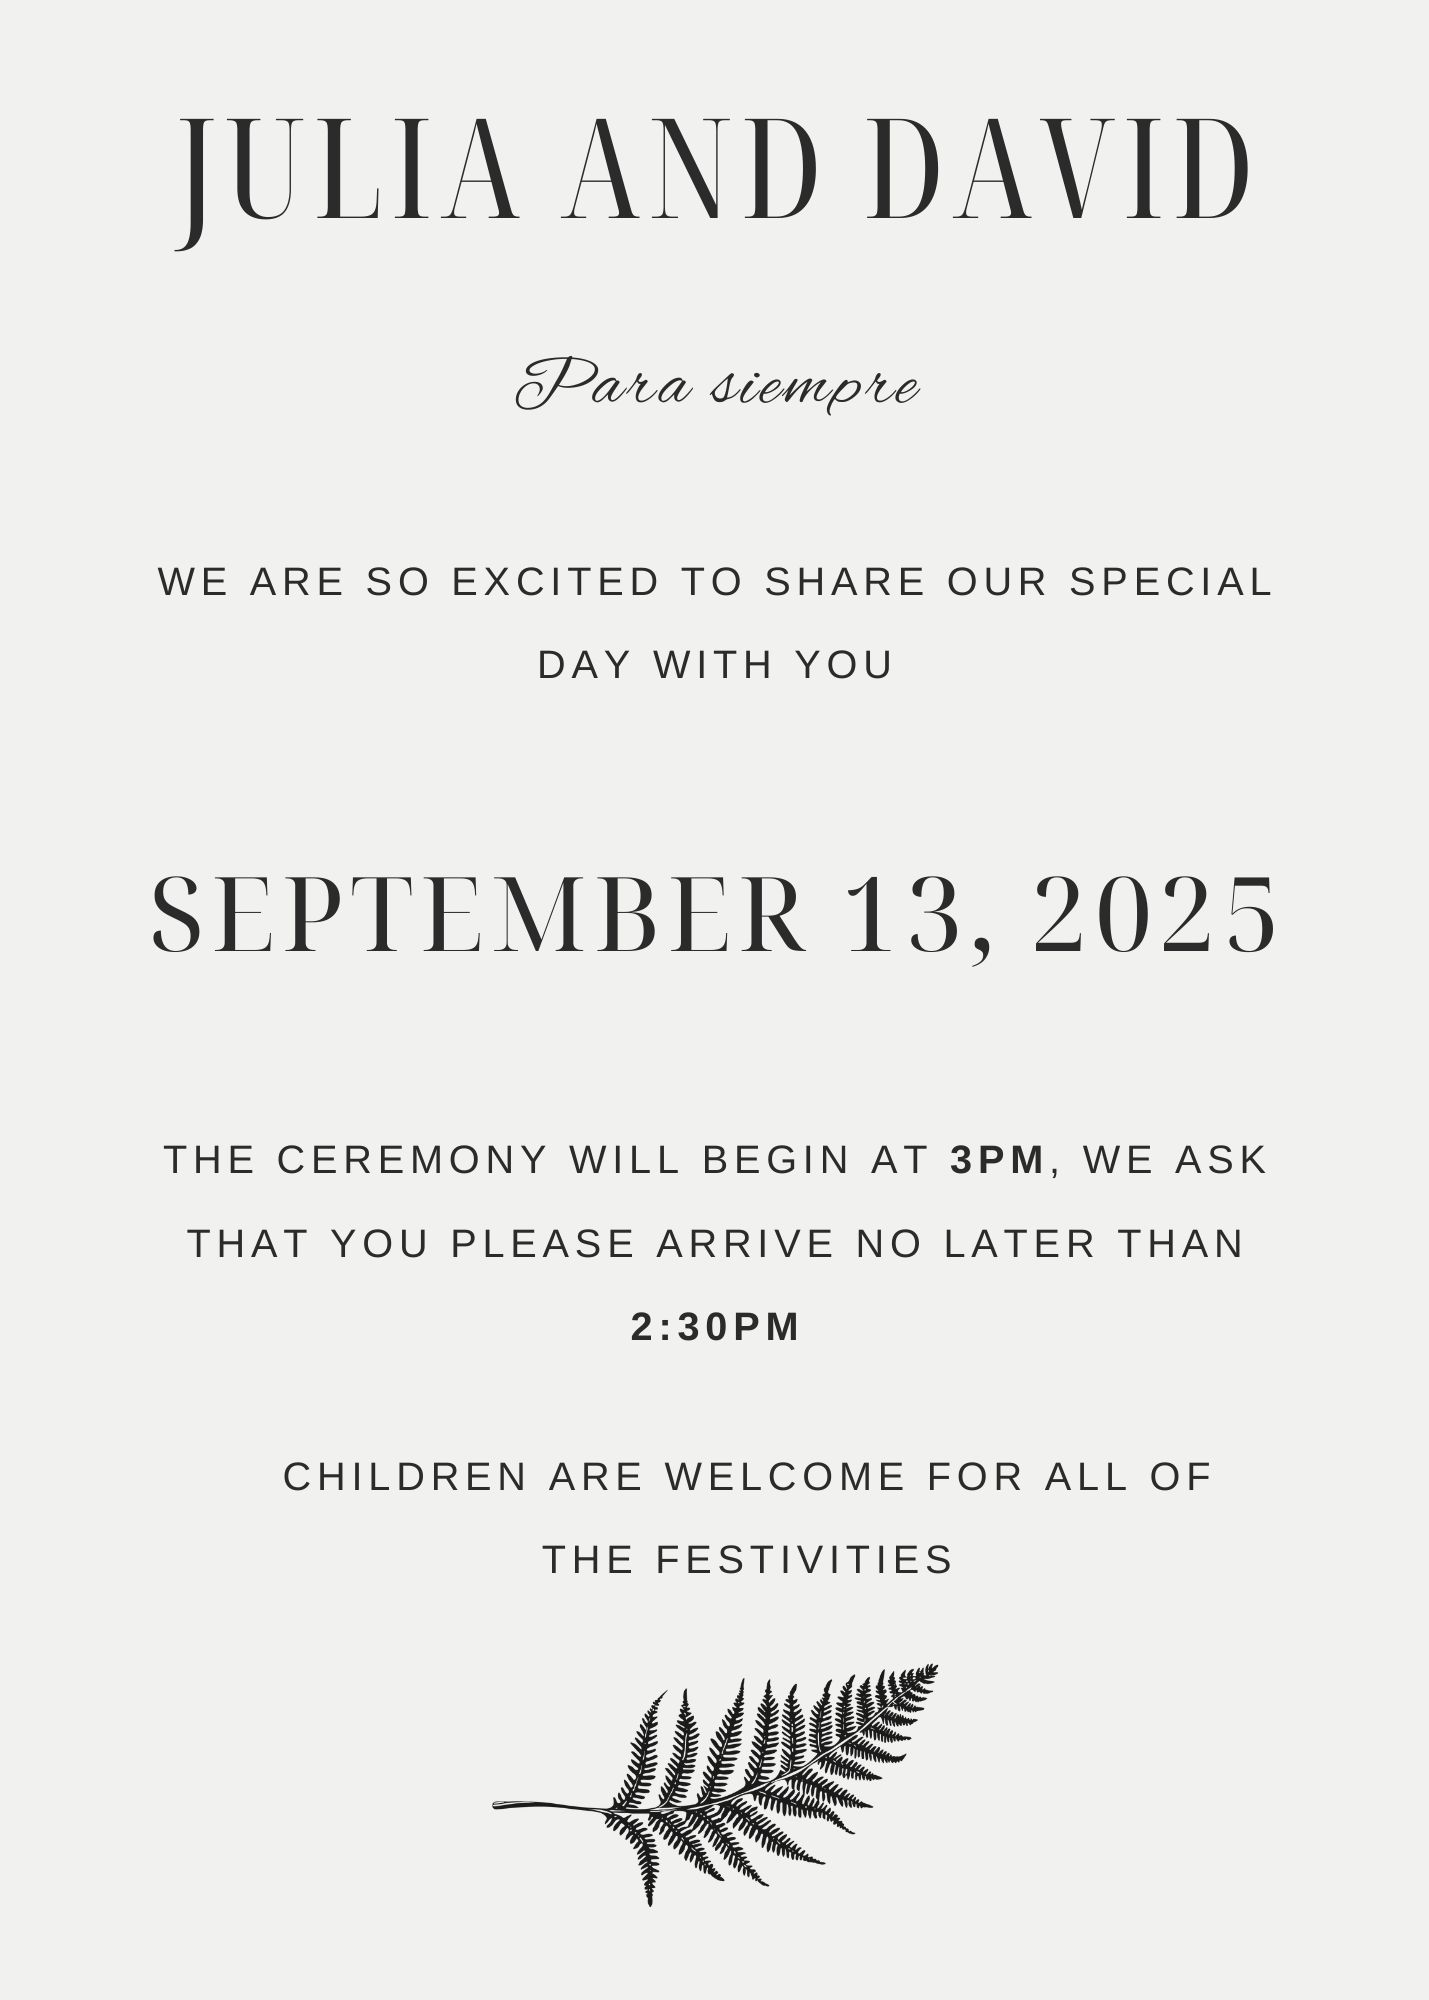 JULIA AND DAVID
Para siempre
WE ARE SO EXCITED TO SHARE OUR SPECIAL
DAY WITH YOU
SEPTEMBER 13, 2025
THE CEREMONY WILL BEGIN AT 3PM, WE ASK
THAT YOU PLEASE ARRIVE NO LATER THAN
2:30PM
CHILDREN ARE WELCOME FOR ALL OF
THE FESTIVITIES